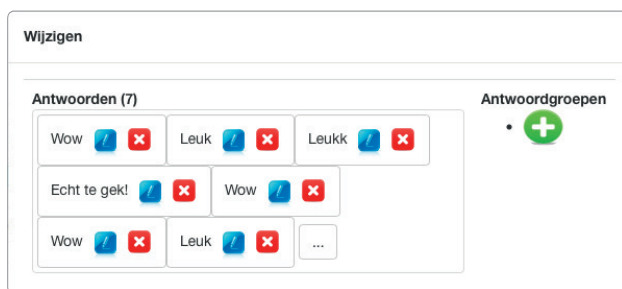 Wijzigen
Antwoorden (7)
Antwoordgroepen
Wow Leuk Leukk
Echt te gek! Wow
Wow Leuk ...